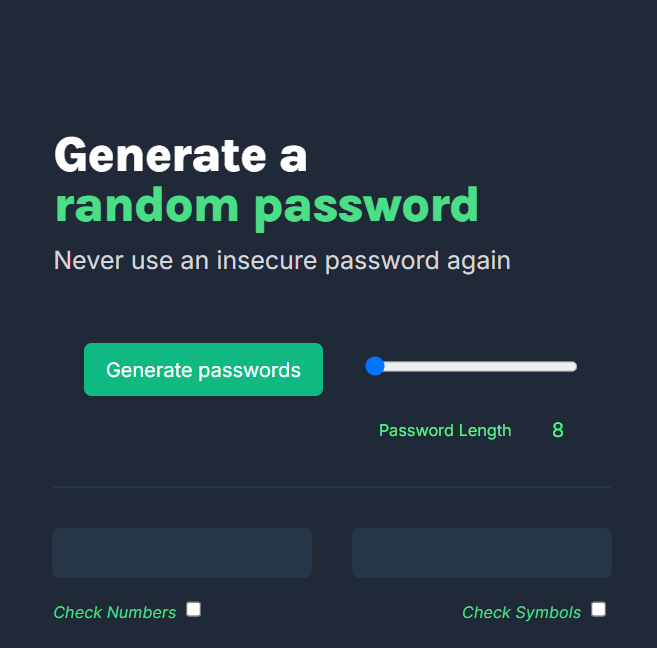 Generate a
random password
Never use an insecure password again
Generate passwords
Password Length 8
Check Numbers
Check Symbols